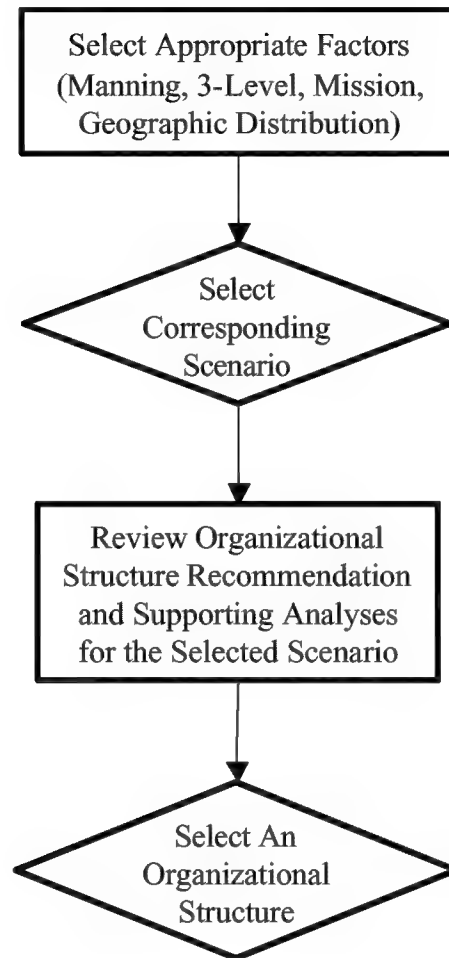 Select Appropriate Factors
(Manning, 3-Level, Mission,
Geographic Distribution)
Select
Corresponding
Scenario
Review Organizational
Structure Recommendation
and Supporting Analyses
for the Selected Scenario
Select An
Organizational
Structure